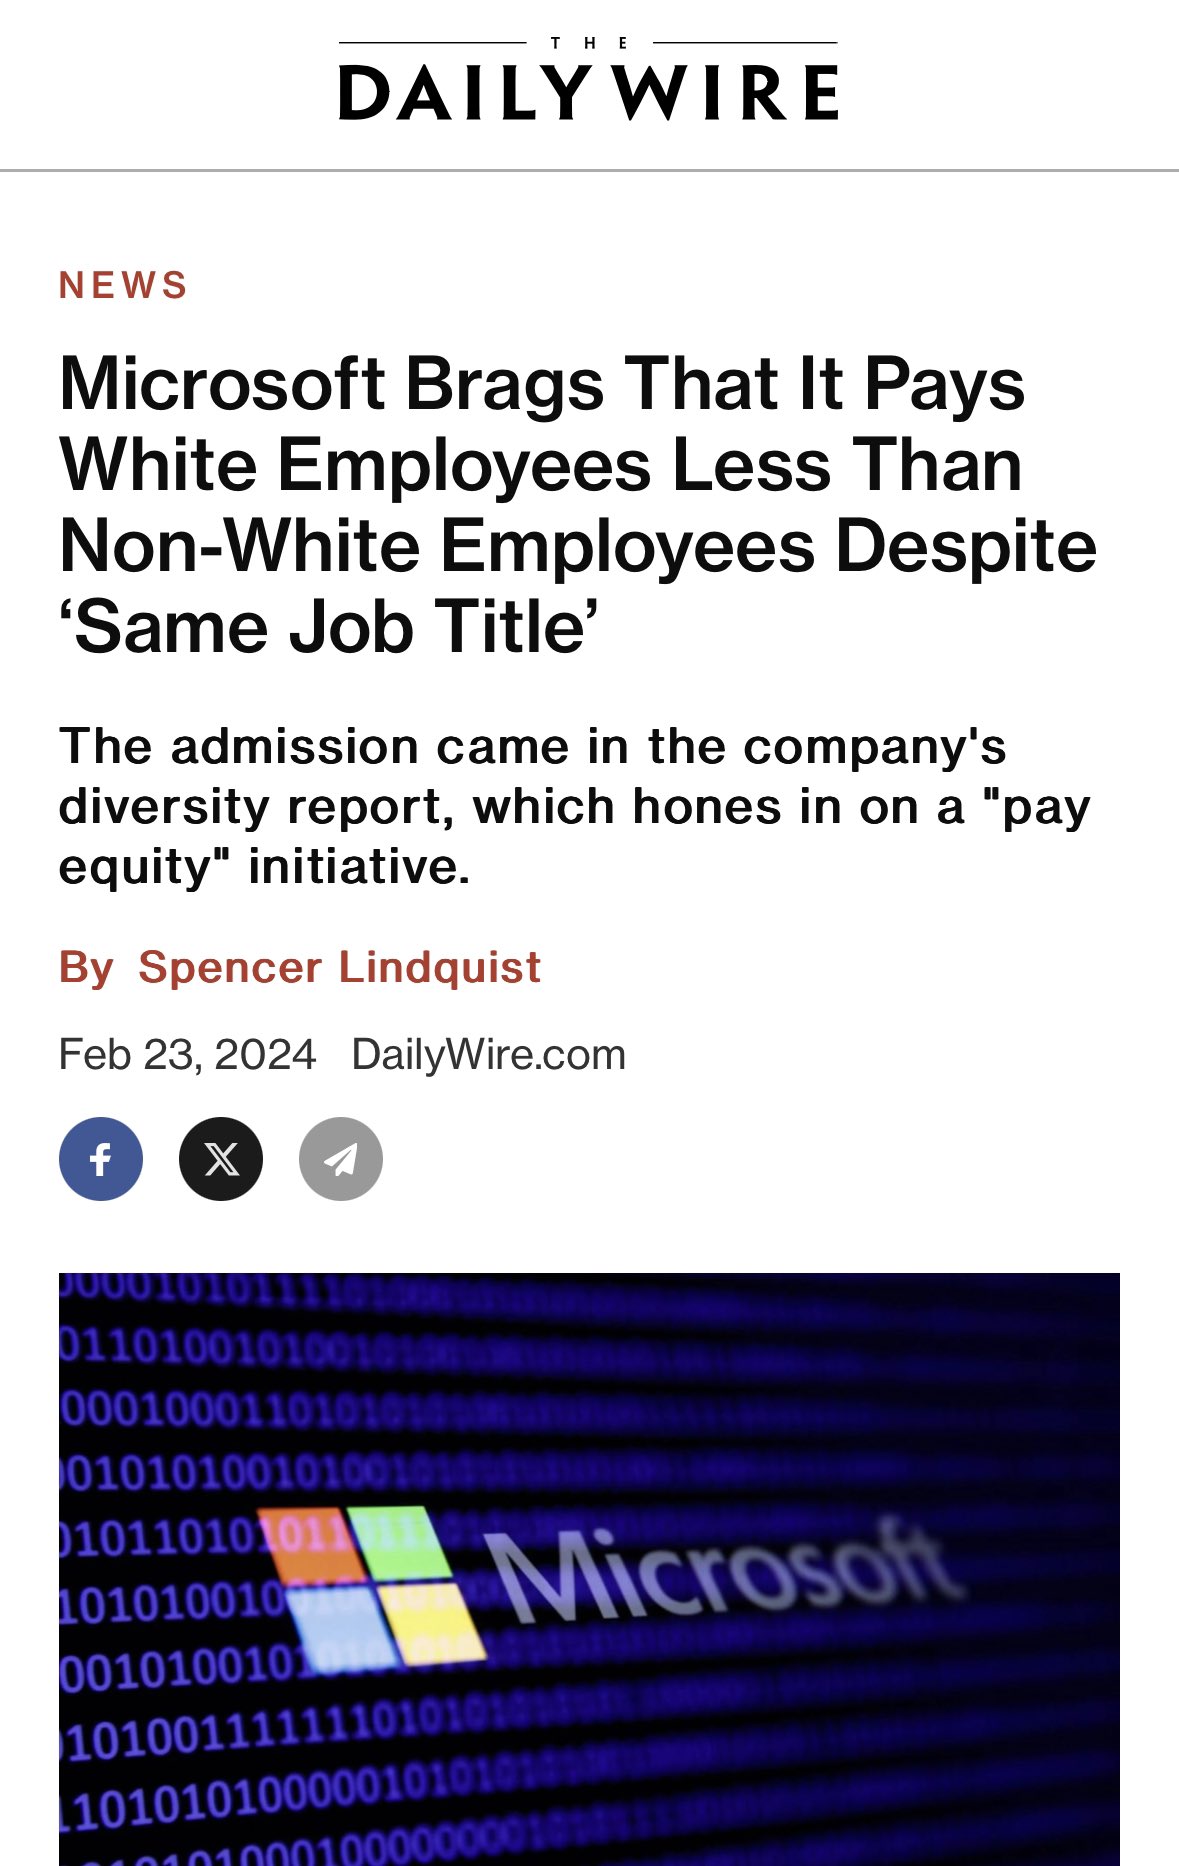 THE
DAILYWIRE
NEWS
Microsoft Brags That It Pays
White Employees Less Than
Non-White Employees Despite
‘Same Job Title’
The admission came in the company's
diversity report, which hones in on a "pay
equity" initiative.
By Spencer Lindquist
Feb 23, 2024 DailyWire.com
Microsoft